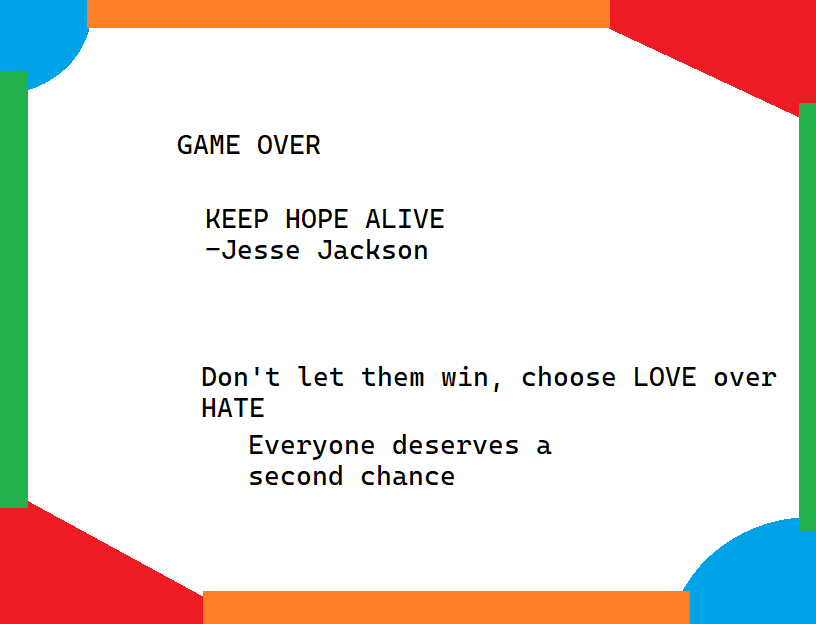 GAME OVER
KEEP HOPE ALIVE
–Jesse Jackson
Don't let them win, choose LOVE over
HATE
Everyone deserves a
second chance